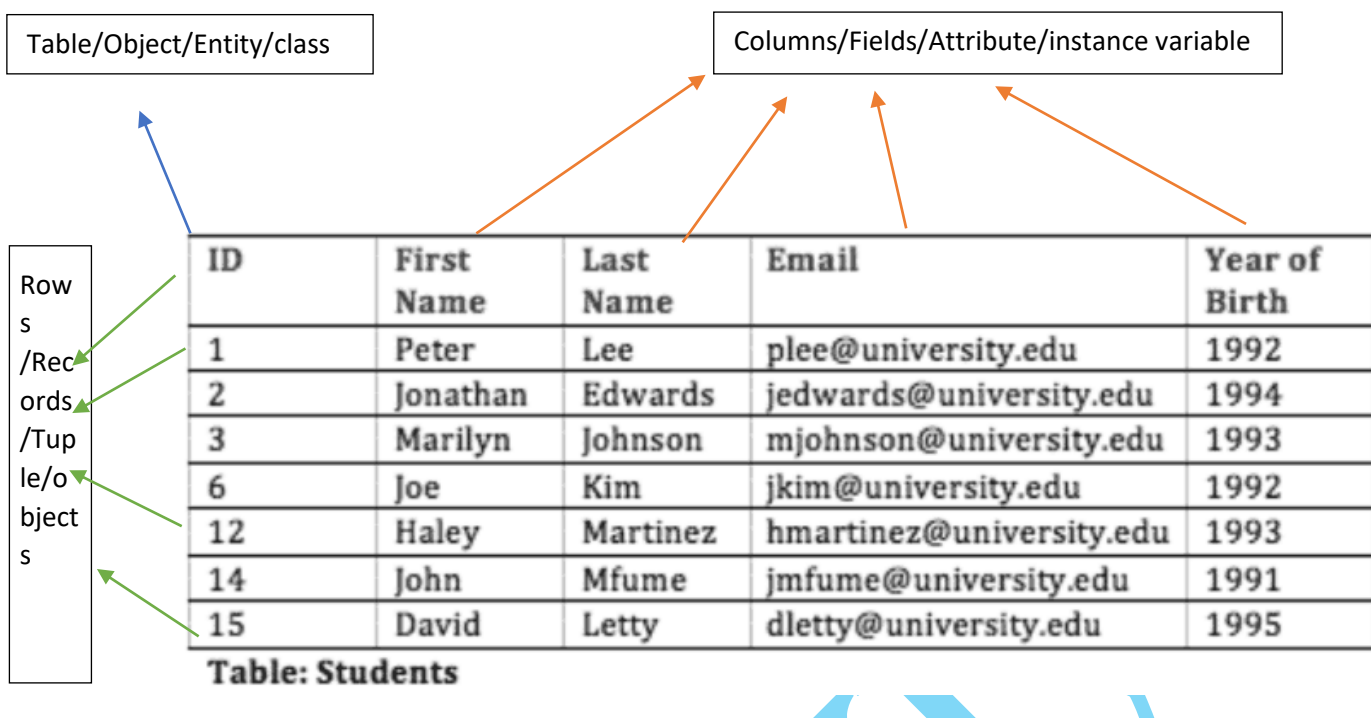 Table/Object/Entity/class
Columns/Fields/Attribute/instance variable
Row
s
/Rec
ords
/Tup
le/o
bject
s
ID First Name Last Name Email Year of Birth
1 Peter Lee plee@university.edu 1992
2 Jonathan Edwards jedwards@university.edu 1994
3 Marilyn Johnson mjohnson@university.edu 1993
6 Joe Kim jkim@university.edu 1992
12 Haley Martinez hmartinez@university.edu 1993
14 John Mfume jmfume@university.edu 1991
15 David Letty dletty@university.edu 1995
Table: Students